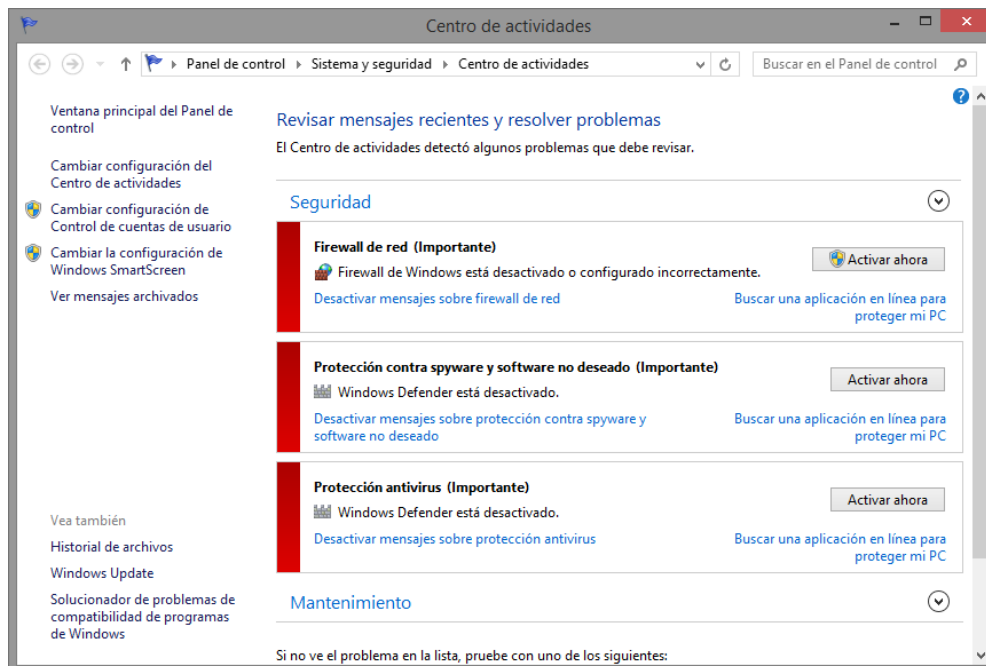 Centro de actividades
Panel de control Sistema y seguridad Centro de actividades
Buscar en el Panel de control
Ventana principal del Panel de
control
Cambiar configuración del
Centro de actividades
Cambiar configuración de
Control de cuentas de usuario
Cambiar la configuración de
Windows SmartScreen
Ver mensajes archivados
Vea también
Historial de archivos
Windows Update
Solucionador de problemas de
compatibilidad de programas
de Windows
?
Revisar mensajes recientes y resolver problemas
El Centro de actividades detectó algunos problemas que debe revisar.
Seguridad
Firewall de red (Importante)
Firewall de Windows está desactivado o configurado incorrectamente.
Activar ahora
Desactivar mensajes sobre firewall de red
Buscar una aplicación en línea para
proteger mi PC
Protección contra spyware y software no deseado (Importante)
Windows Defender está desactivado.
Activar ahora
Desactivar mensajes sobre protección contra spyware y
software no deseado
Buscar una aplicación en línea para
proteger mi PC
Protección antivirus (Importante)
Windows Defender está desactivado.
Activar ahora
Desactivar mensajes sobre protección antivirus
Buscar una aplicación en línea para
proteger mi PC
Mantenimiento
Si no ve el problema en la lista, pruebe con uno de los siguientes: